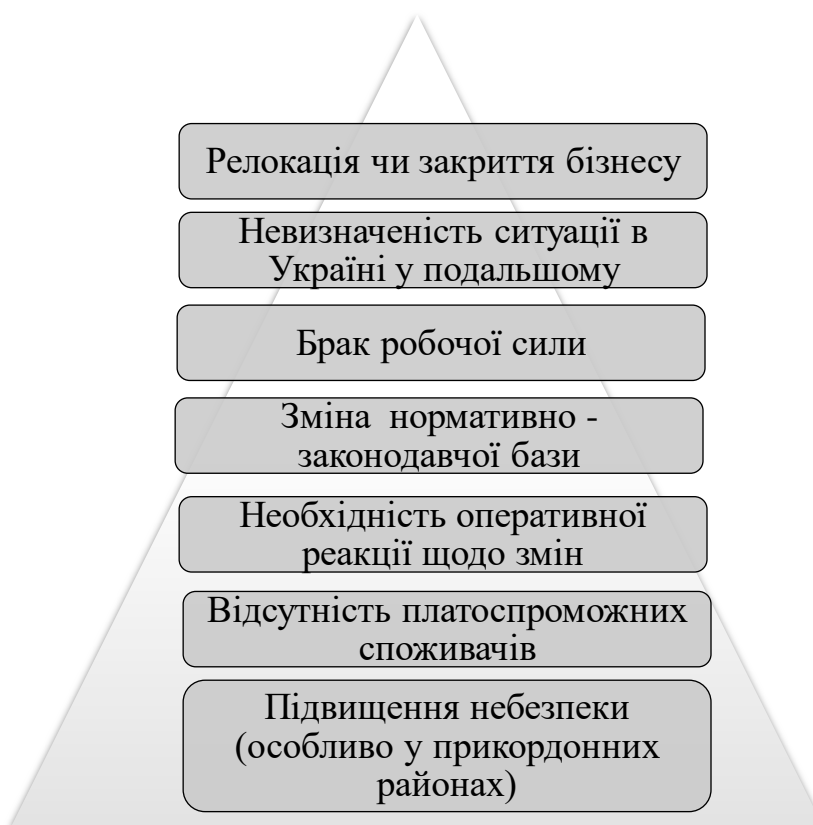 Релокація чи закриття бізнесу
Невизначеність ситуації в
Україні у подальшому
Брак робочої сили
Зміна нормативно -
законодавчої бази
Необхідність оперативної
реакції щодо змін
Відсутність платоспроможних
споживачів
Підвищення небезпеки
(особливо у прикордонних
районах)